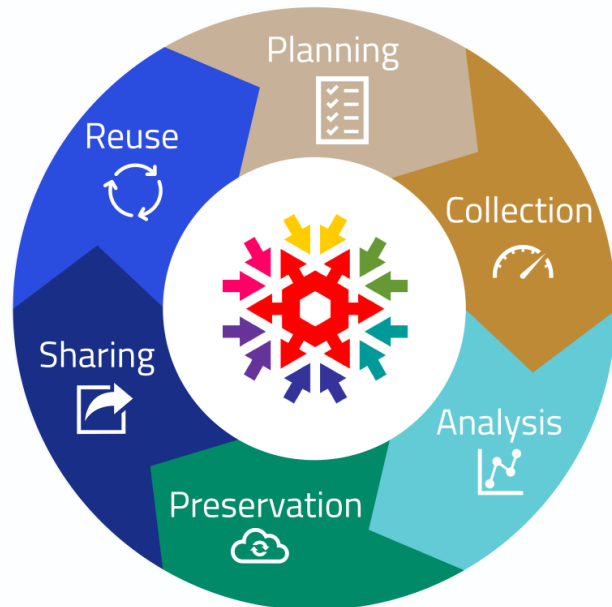 Planning
Collection
Analysis
Preservation
Sharing
Reuse